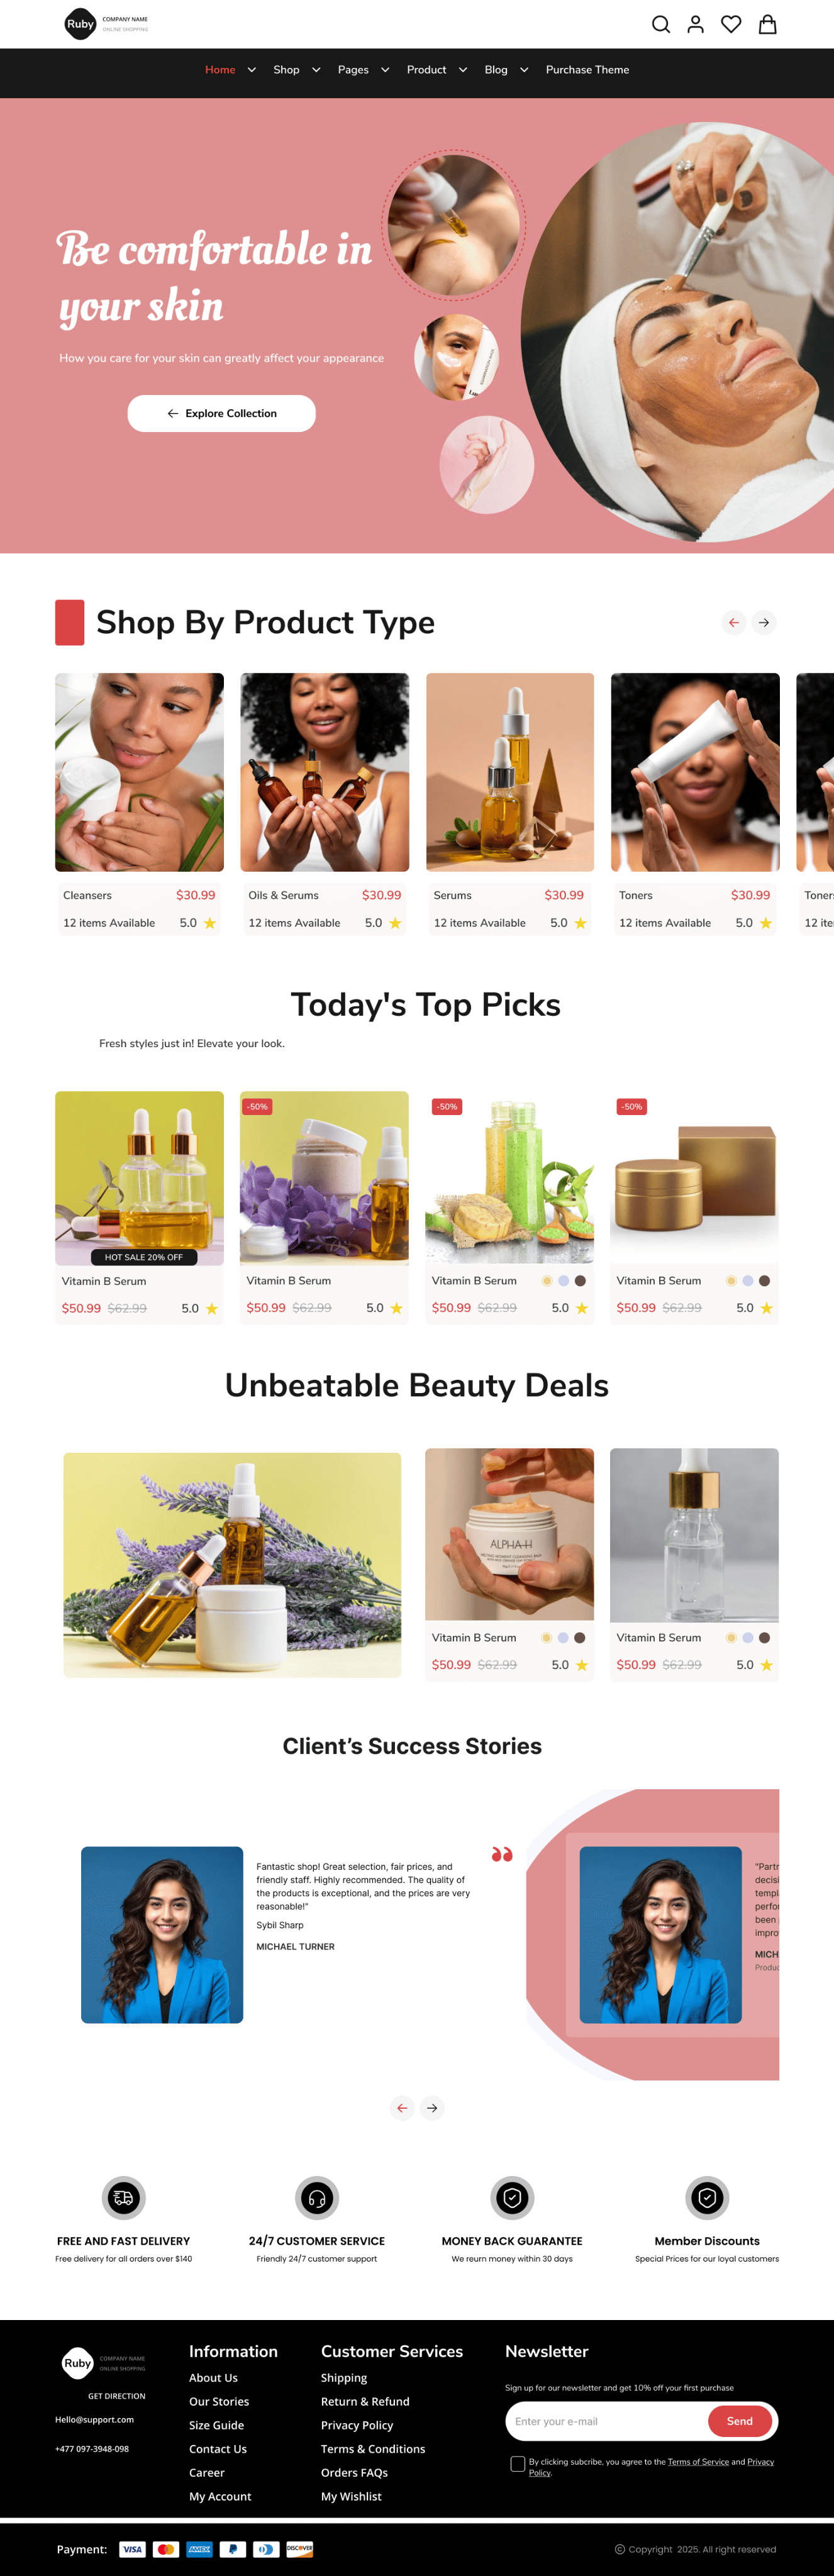 Ruby
COMPANY NAME
ONLINE SHOPPING
Home
Shop
Pages
Product
Blog
Purchase Theme
Be comfortable in
your skin
How you care for your skin can greatly affect your appearance
Explore Collection
Shop By Product Type
Cleansers $30.99
12 items Available 5.0
Oils & Serums $30.99
12 items Available 5.0
Serums $30.99
12 items Available 5.0
Toners $30.99
12 items Available 5.0
Toner
12 ite
Today's Top Picks
Fresh styles just in! Elevate your look.
HOT SALE 20% OFF
Vitamin B Serum
$50.99 $62.99 5.0
-50%
Vitamin B Serum
$50.99 $62.99 5.0
-50%
Vitamin B Serum
$50.99 $62.99 5.0
-50%
Vitamin B Serum
$50.99 $62.99 5.0
Unbeatable Beauty Deals
ALPHA-H
Vitamin B Serum
$50.99 $62.99 5.0
Vitamin B Serum
$50.99 $62.99 5.0
Client’s Success Stories
Fantastic shop! Great selection, fair prices, and
friendly staff. Highly recommended. The quality of
the products is exceptional, and the prices are very
reasonable!"
Sybil Sharp
MICHAEL TURNER
"Partr
decisi
templ
perfor
been
impro
MICH
Produc
FREE AND FAST DELIVERY
Free delivery for all orders over $140
24/7 CUSTOMER SERVICE
Friendly 24/7 customer support
MONEY BACK GUARANTEE
We reurn money within 30 days
Member Discounts
Special Prices for our loyal customers
Ruby
COMPANY NAME
ONLINE SHOPPING
GET DIRECTION
Hello@support.com
+477 097-3948-098
Information
About Us
Our Stories
Size Guide
Contact Us
Career
My Account
Customer Services
Shipping
Return & Refund
Privacy Policy
Terms & Conditions
Orders FAQs
My Wishlist
Newsletter
Sign up for our newsletter and get 10% off your first purchase
Enter your e-mail
Send
By clicking subcribe, you agree to the Terms of Service and Privacy
Policy.
Payment:
VISA
AMEX
DISCOVER
© Copyright 2025. All right reserved